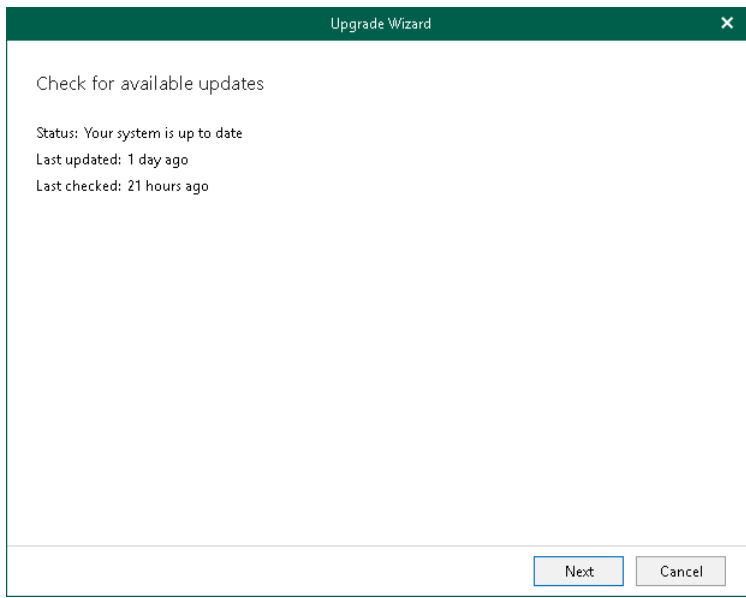 Upgrade Wizard
Check for available updates
Status: Your system is up to date
Last updated: 1 day ago
Last checked: 21 hours ago
Next
Cancel